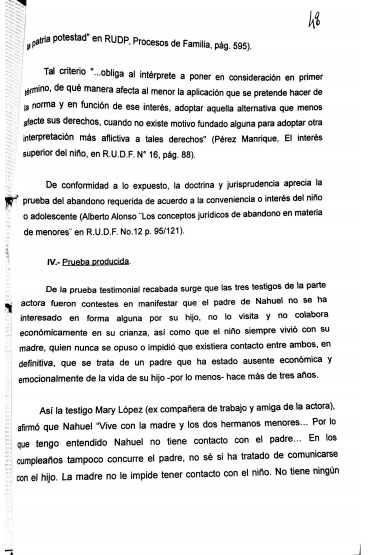 48
la patria potestad" en RUDP, Procesos de Familia, pág. 595).
Tal criterio "...obliga al intérprete a poner en consideración en primer
término, de qué manera afecta al menor la aplicación que se pretende hacer de
la norma y en función de ese interés, adoptar aquella alternativa que menos
afecte sus derechos, cuando no existe motivo fundado alguna para adoptar otra
interpretación más aflictiva a tales derechos" (Pérez Manrique, El interés
superior del niño, en R.U.D.F. N° 16, pág. 88).
De conformidad a lo expuesto, la doctrina y jurisprudencia aprecia la
prueba del abandono requerida de acuerdo a la conveniencia o interés del niño
o adolescente (Alberto Alonso ¨Los conceptos jurídicos de abandono en materia
de menores¨ en R.U.D.F. No.12 p. 95/121).
IV.- Prueba producida.
De la prueba testimonial recabada surge que las tres testigos de la parte
actora fueron contestes en manifestar que el padre de Nahuel no se ha
interesado en forma alguna por su hijo, no lo visita y no colabora
económicamente en su crianza, así como que el niño siempre vivió con su
madre, quien nunca se opuso o impidió que existiera contacto entre ambos, en
definitiva, que se trata de un padre que ha estado ausente económica y
emocionalmente de la vida de su hijo -por lo menos- hace más de tres años.
Así la testigo Mary López (ex compañera de trabajo y amiga de la actora),
afirmó que Nahuel "Vive con la madre y los dos hermanos menores... Por lo
que tengo entendido Nahuel no tiene contacto con el padre... En los
cumpleaños tampoco concurre el padre, no sé si ha tratado de comunicarse
con el hijo. La madre no le impide tener contacto con el niño. No tiene ningún